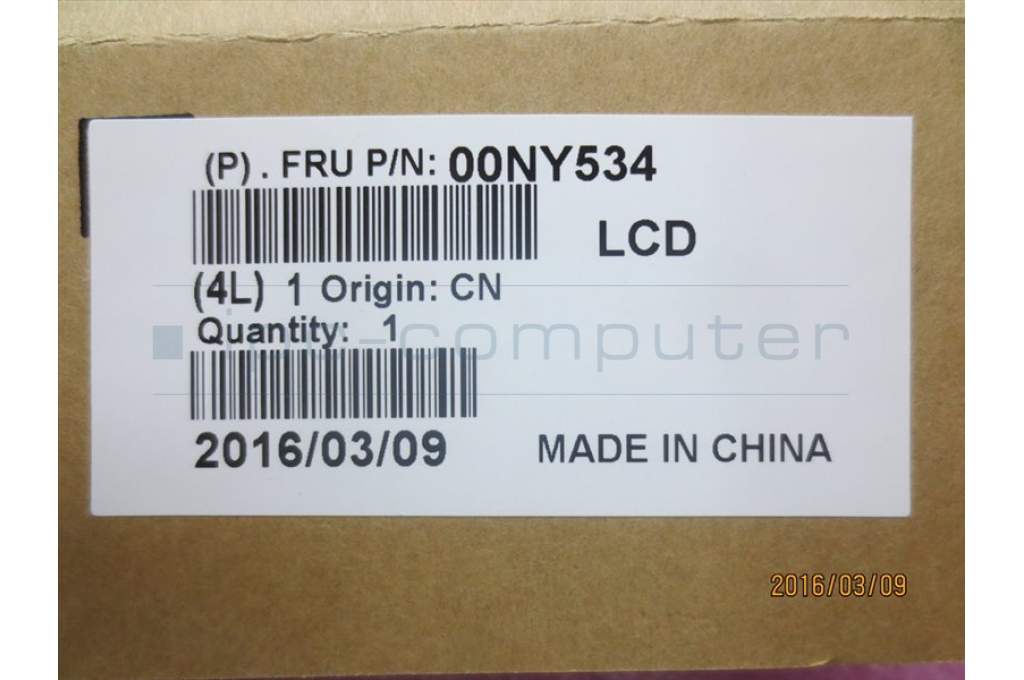 (P) . FRU P/N: 00NY534
LCD
(4L) 1 Origin: CN
Quantity: 1
ipc-computer
2016/03/09
MADE IN CHINA
2016/03/09